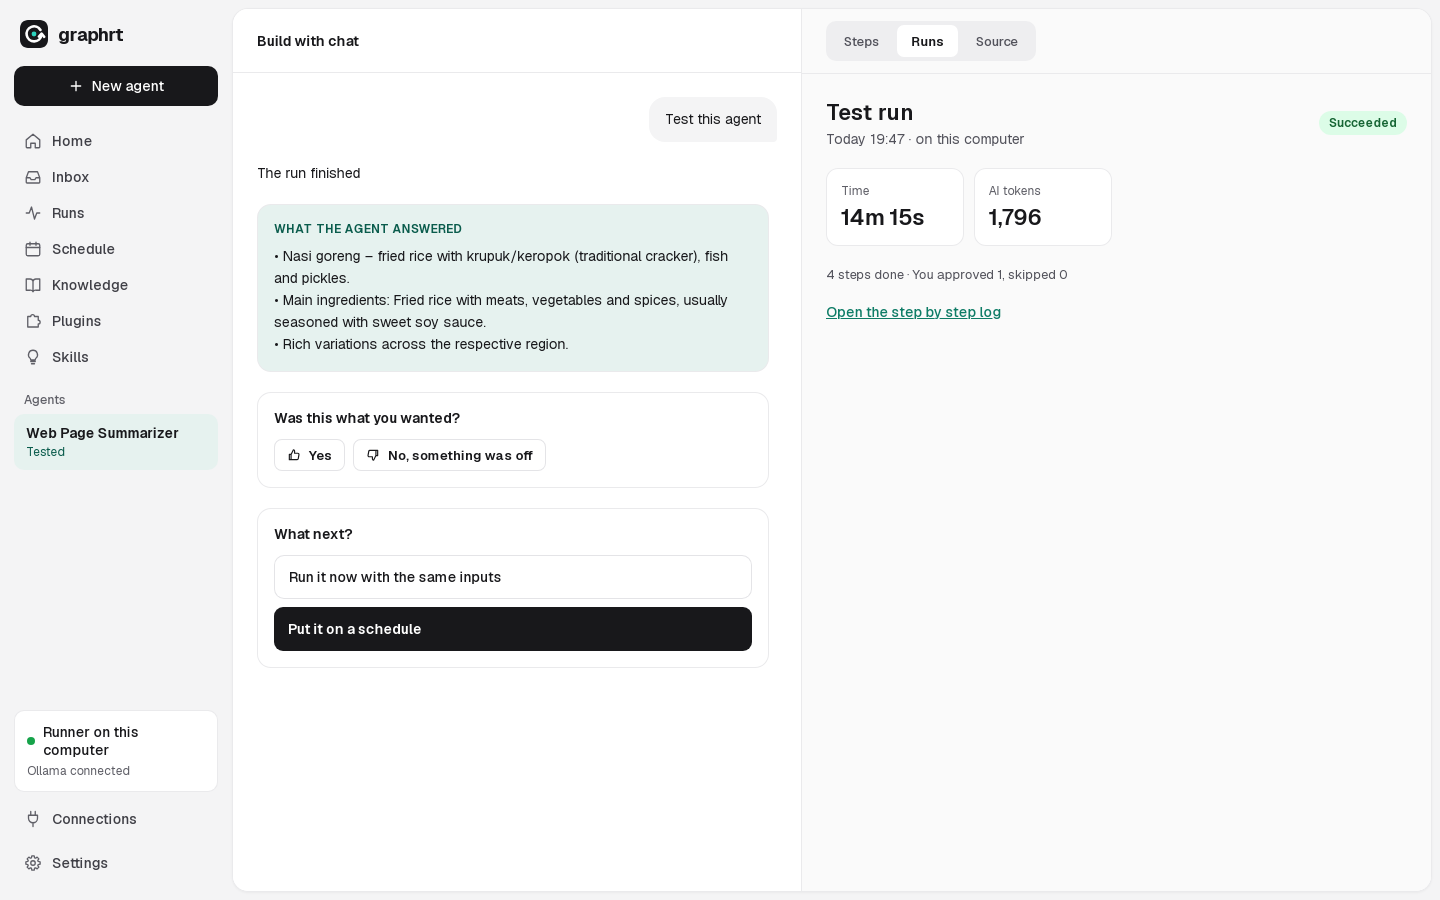 graphrt
New agent
Home
Inbox
Runs
Schedule
Knowledge
Plugins
Skills
Agents
Web Page Summarizer
Tested
Runner on this
computer
Ollama connected
Connections
Settings
Build with chat
Test this agent
The run finished
WHAT THE AGENT ANSWERED
• Nasi goreng – fried rice with krupuk/keropok (traditional cracker), fish
and pickles.
• Main ingredients: Fried rice with meats, vegetables and spices, usually
seasoned with sweet soy sauce.
• Rich variations across the respective region.
Was this what you wanted?
Yes
No, something was off
What next?
Run it now with the same inputs
Put it on a schedule
Steps
Runs
Source
Test run
Succeeded
Today 19:47 · on this computer
Time
14m 15s
AI tokens
1,796
4 steps done · You approved 1, skipped 0
Open the step by step log